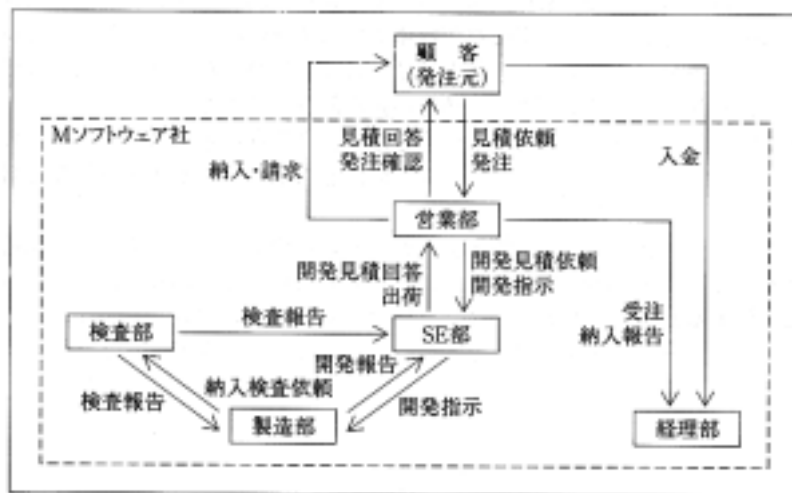 顧 客
(発注元)
Mソフトウェア社
見積回答
発注確認
見積依頼
発注
納入・請求
入金
営業部
開発見積回答
出荷
開発見積依頼
開発指示
受注
納入報告
検査部
検査報告
SE部
開発報告
納入検査依頼
検査報告
開発指示
製造部
経理部